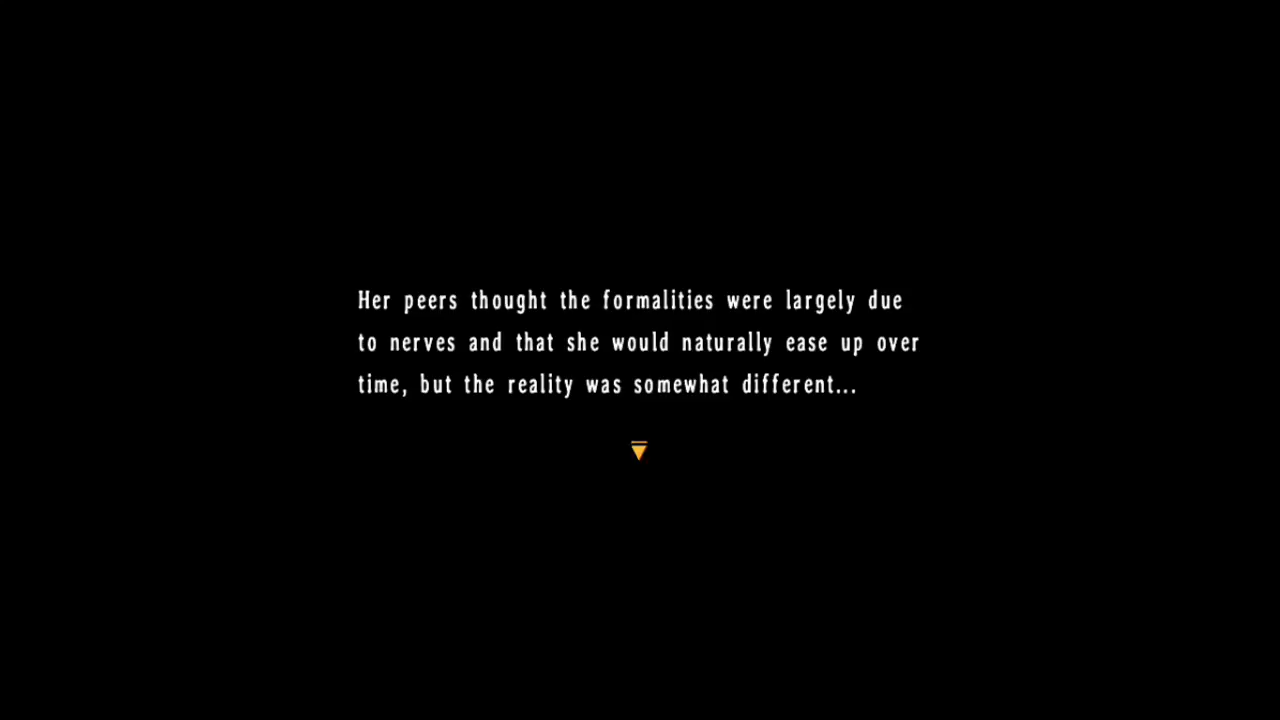 Her peers thought the formalities were largely due
to nerves and that she would naturally ease up over
time, but the reality was somewhat different...